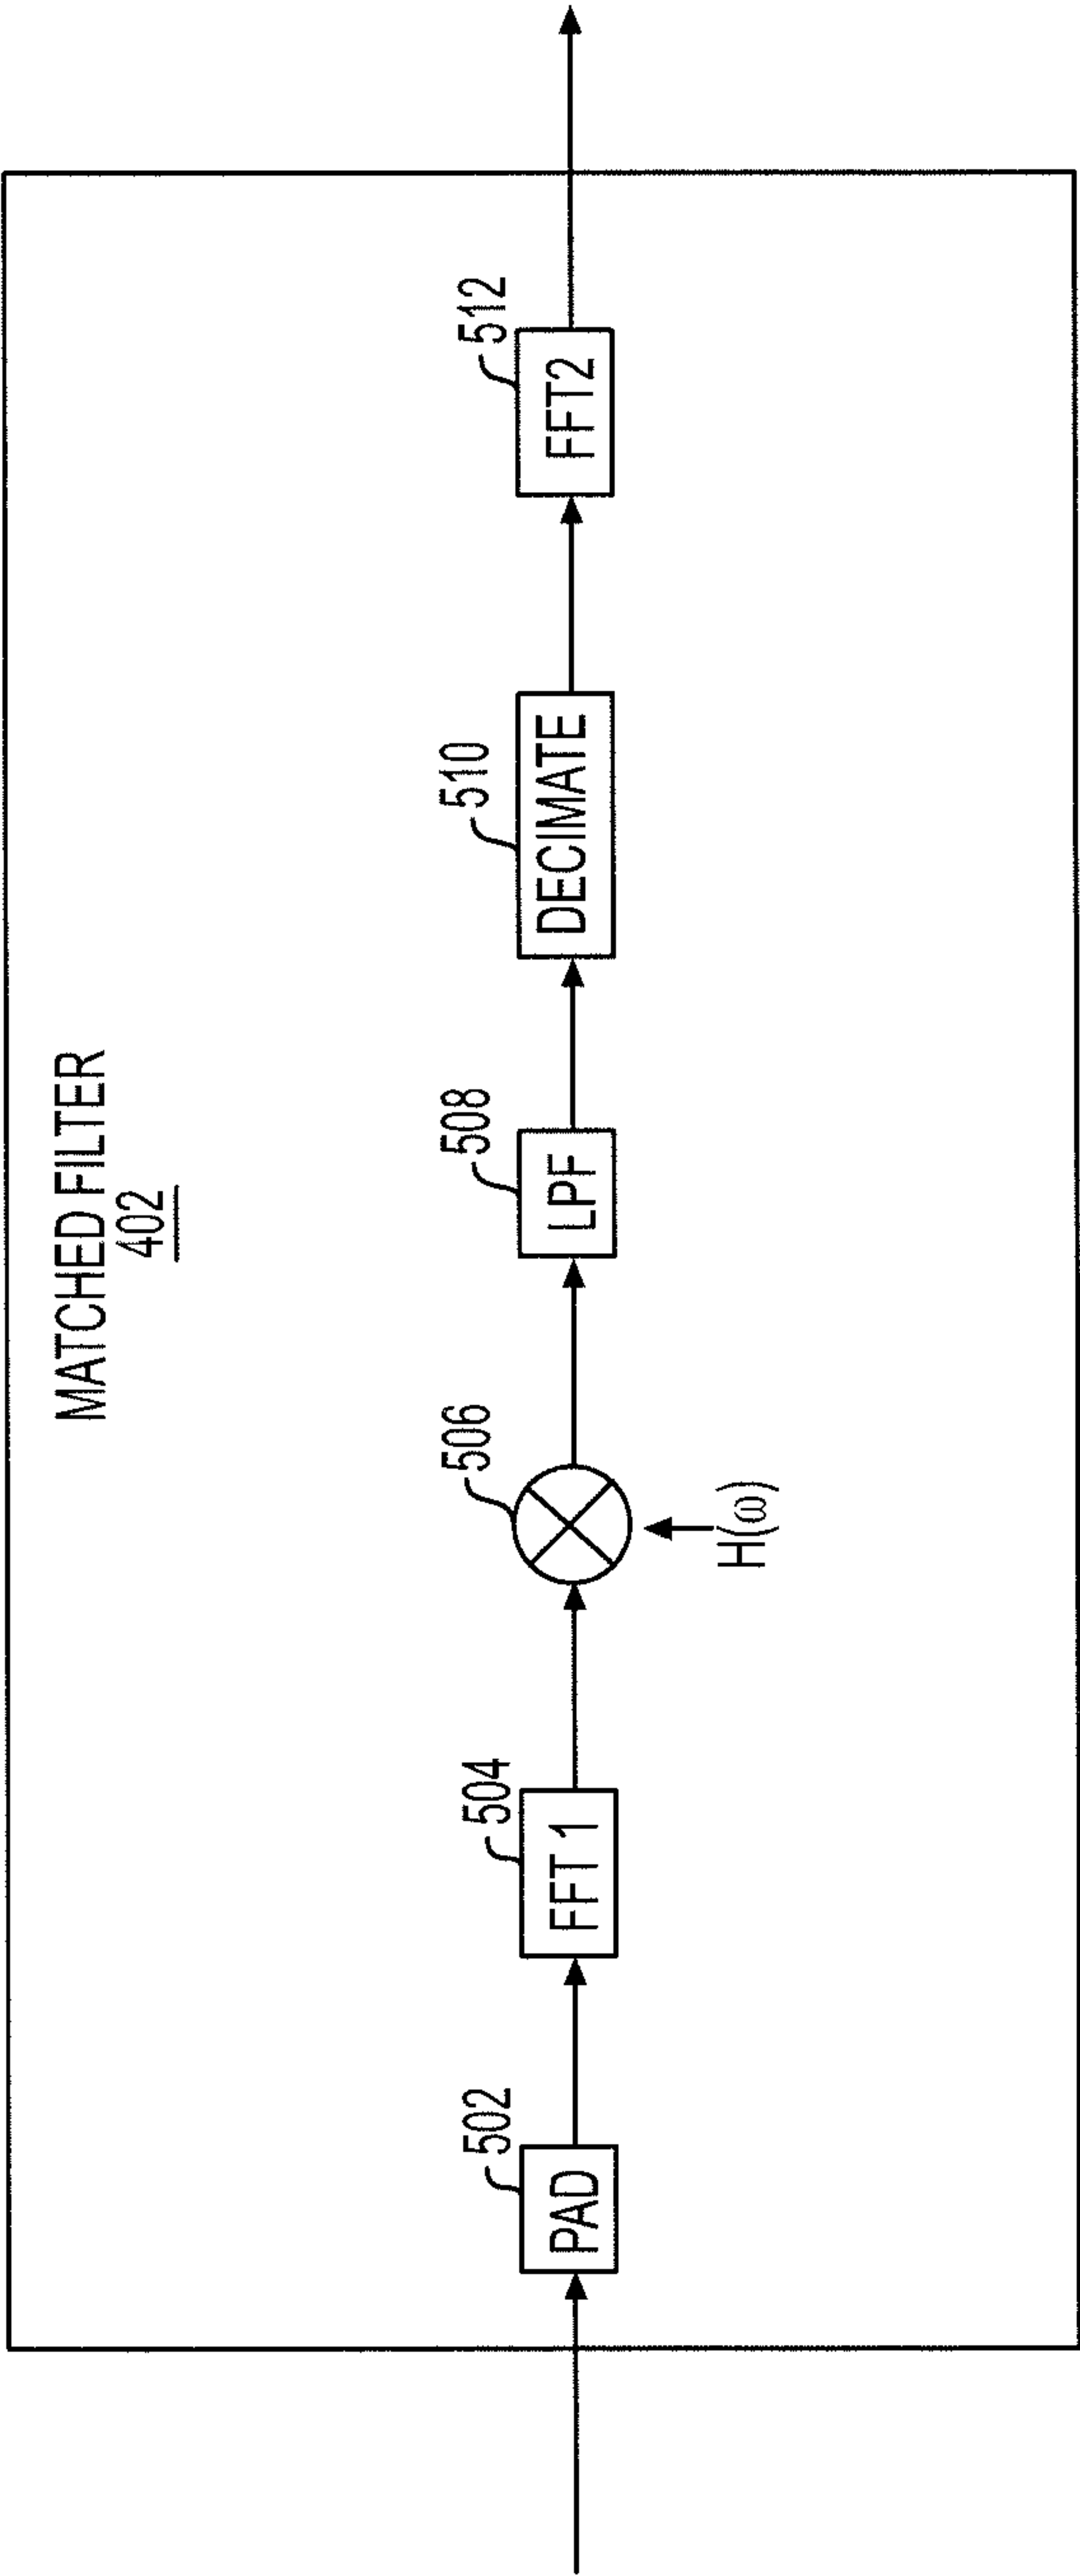 MATCHED FILTER
402
502
PAD
504
FFT 1
506
H(ω)
508
LPF
510
DECIMATE
512
FFT2